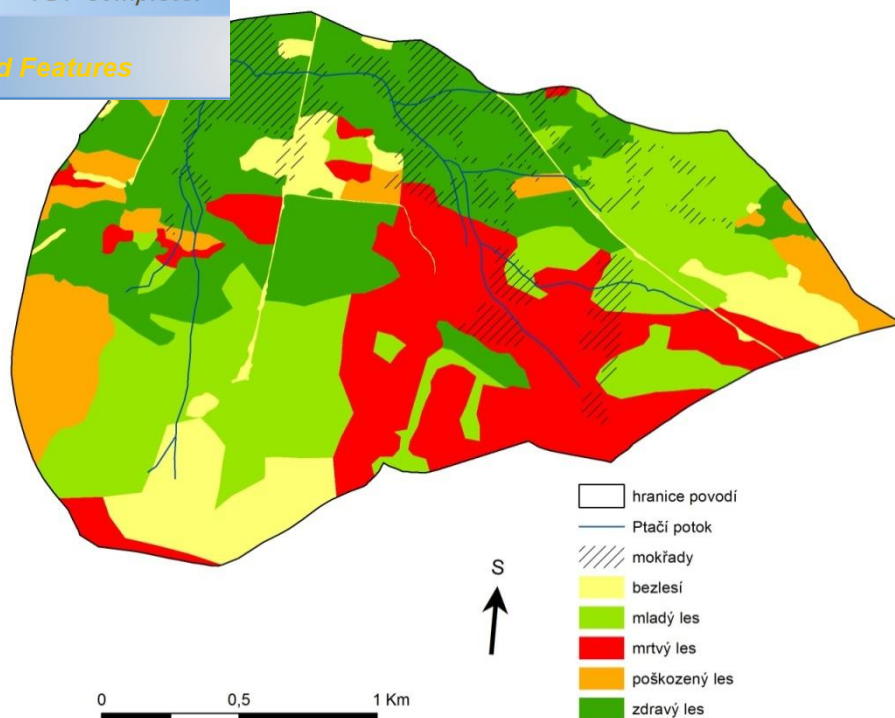 d Features
hranice povodí
Ptačí potok
mokřady
bezlesí
mladý les
mrtvý les
poškozený les
zdravý les
S
0 0,5 1 Km